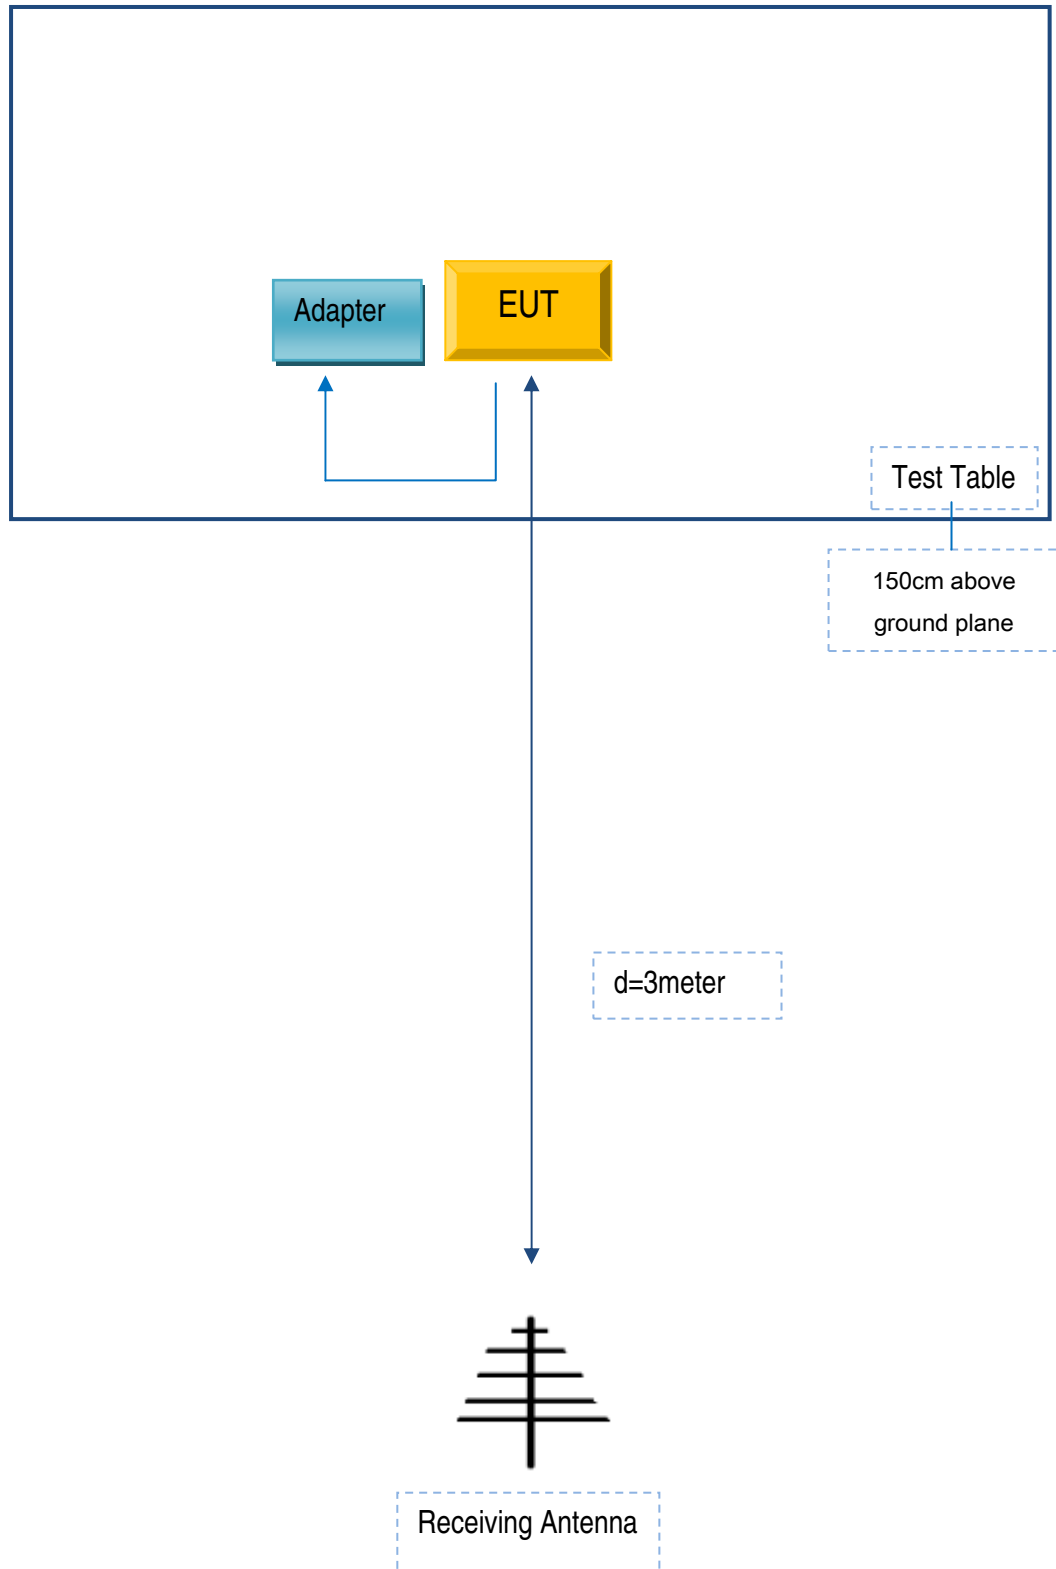 Adapter
EUT
Test Table
150cm above
ground plane
d=3meter
Receiving Antenna